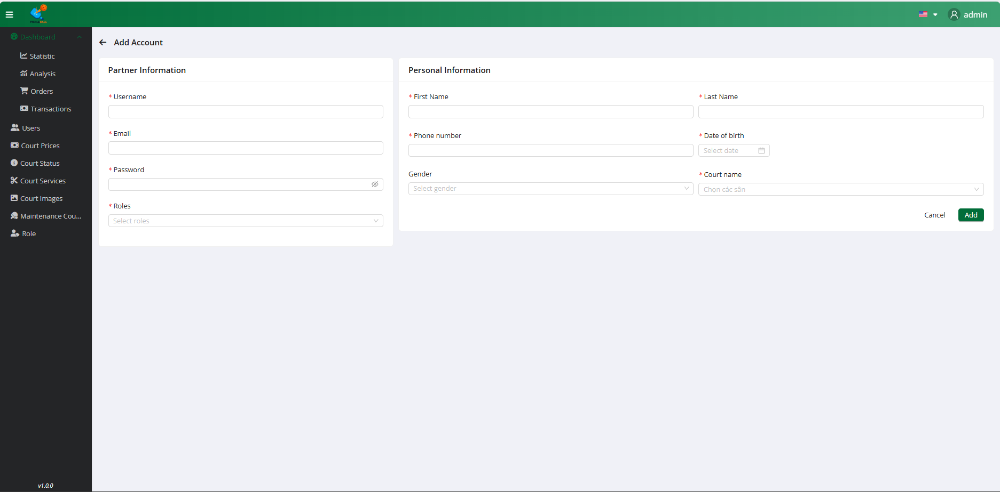 PICKLEBALL
admin
Dashboard
Statistic
Analysis
Orders
Transactions
Users
Court Prices
Court Status
Court Services
Court Images
Maintenance Cou...
Role
v1.0.0
Add Account
Partner Information
* Username
* Email
* Password
* Roles
Select roles
Personal Information
* First Name
* Last Name
* Phone number
* Date of birth
Select date
Gender
* Court name
Select gender
Chọn các sân
Cancel
Add